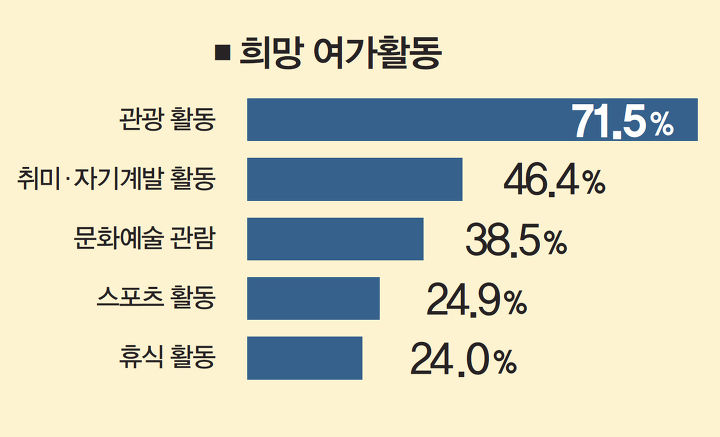 ■ 희망 여가활동
관광 활동 71.5%
취미·자기계발 활동 46.4%
문화예술 관람 38.5%
스포츠 활동 24.9%
휴식 활동 24.0%